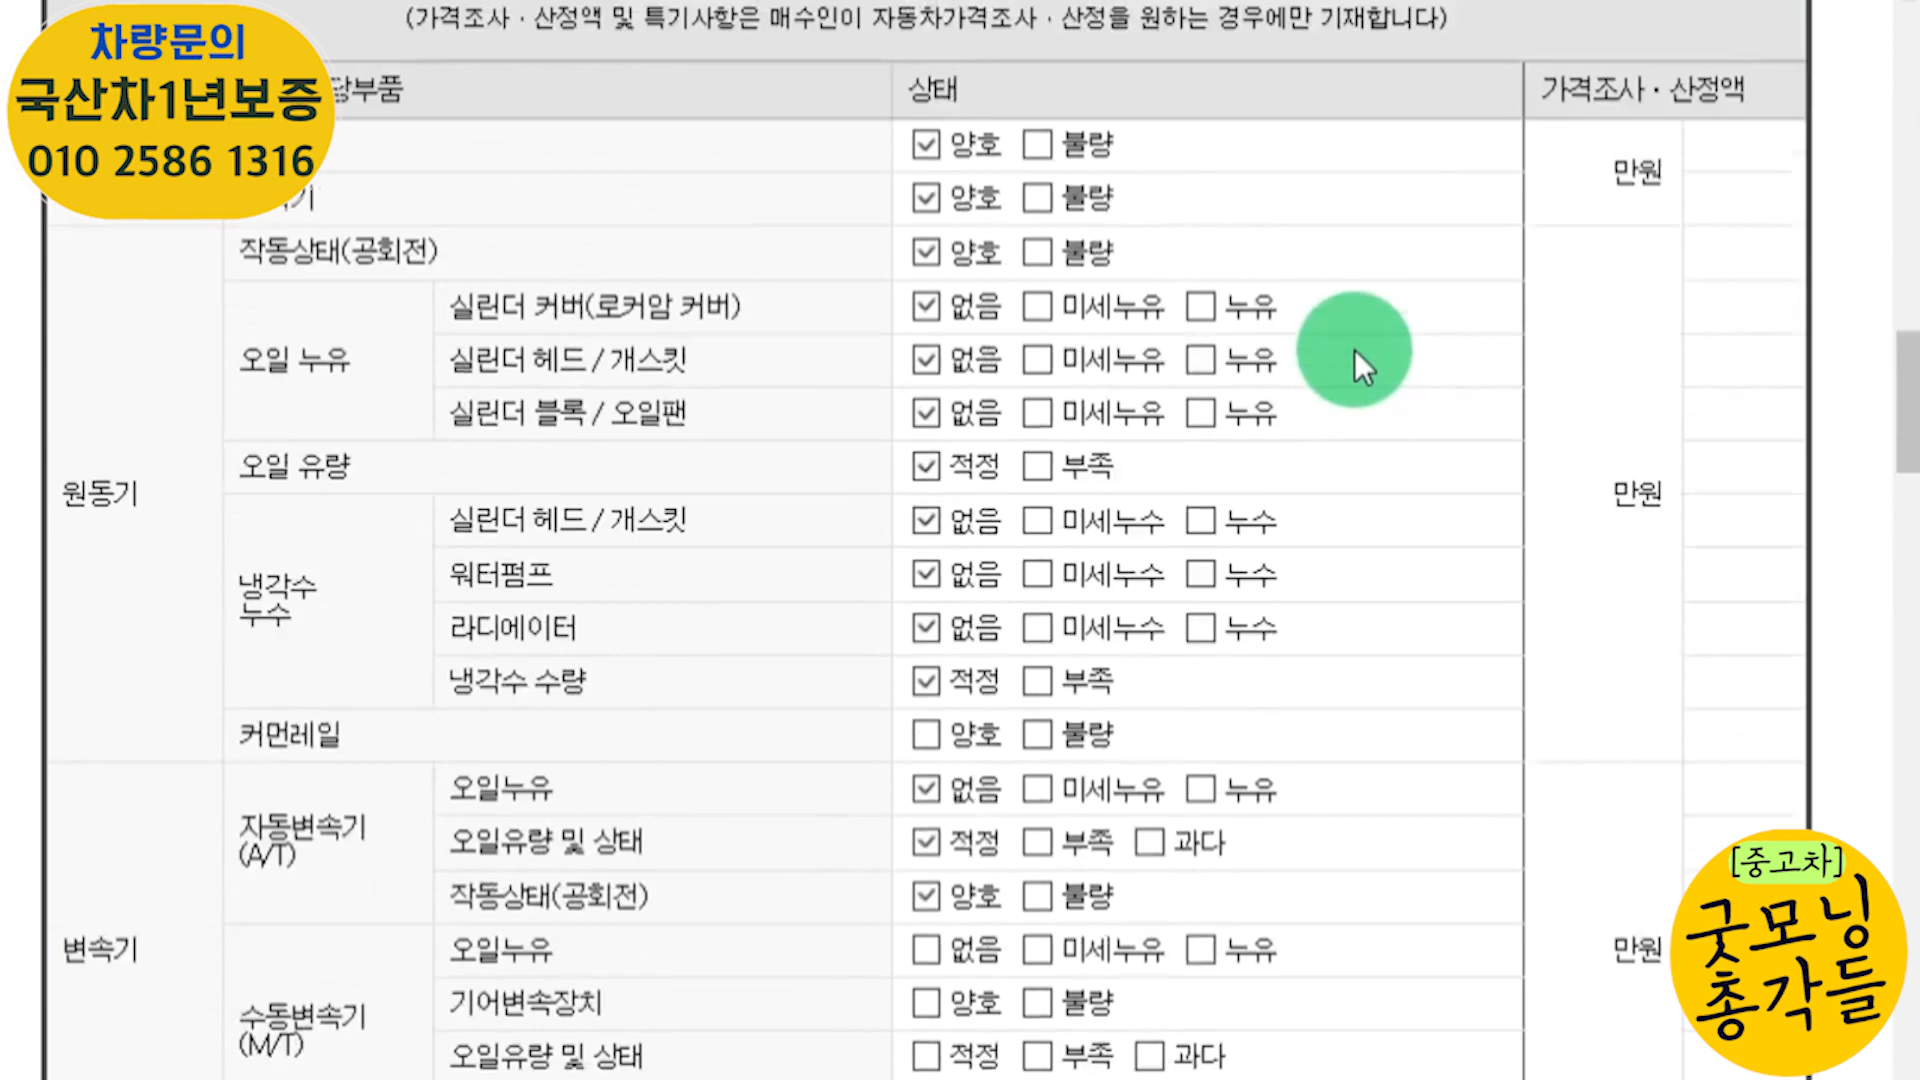 (가격조사 · 산정액 및 특기사항은 매수인이 자동차가격조사 · 산정을 원하는 경우에만 기재합니다)
차량문의
국산차1년보증
010 2586 1316
당부품 상태 가격조사 · 산정액
양호 불량 만원
기 양호 불량
원동기
작동상태(공회전) 양호 불량
오일 누유
실린더 커버(로커암 커버) 없음 미세누유 누유
실린더 헤드 / 개스킷 없음 미세누유 누유
실린더 블록 / 오일팬 없음 미세누유 누유
오일 유량 적정 부족
만원
냉각수
누수
실린더 헤드 / 개스킷 없음 미세누수 누수
워터펌프 없음 미세누수 누수
라디에이터 없음 미세누수 누수
냉각수 수량 적정 부족
커먼레일 양호 불량
변속기
자동변속기
(A/T)
오일누유 없음 미세누유 누유
오일유량 및 상태 적정 부족 과다
작동상태(공회전) 양호 불량
수동변속기
(M/T)
오일누유 없음 미세누유 누유
만원
기어변속장치 양호 불량
오일유량 및 상태 적정 부족 과다
[중고차]
굿모닝
총각들